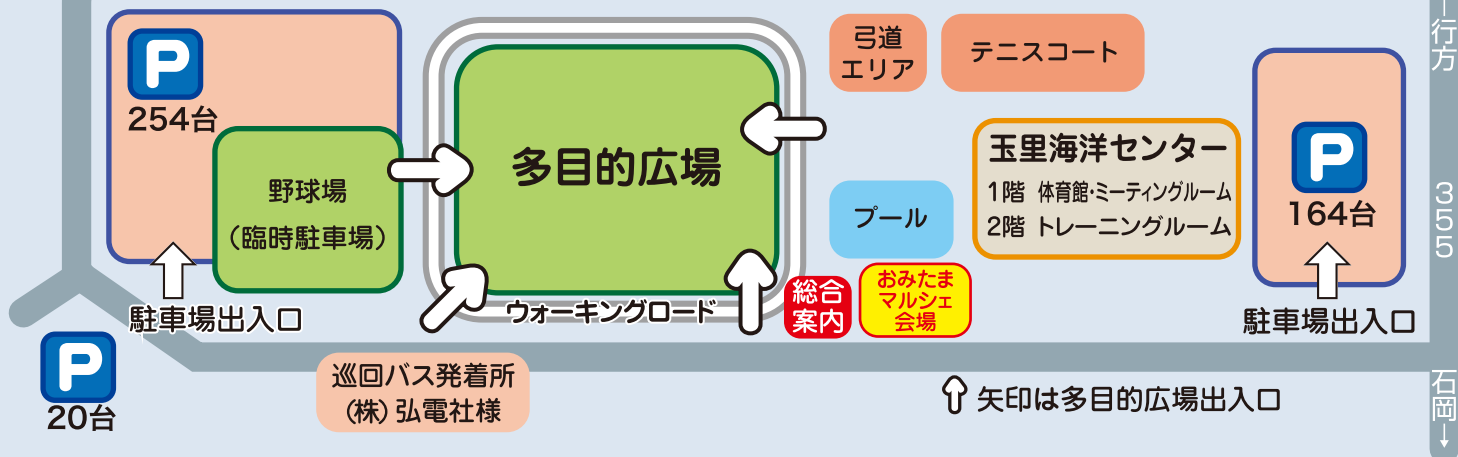 P
254台
野球場
（臨時駐車場）
駐車場出入口
P
20台
多目的広場
ウォーキングロード
巡回バス発着所
（株）弘電社様
弓道
エリア
テニスコート
プール
玉里海洋センター
1階 体育館・ミーティングルーム
2階 トレーニングルーム
総合
案内
おみたま
マルシェ
会場
P
164台
駐車場出入口
⇧矢印は多目的広場出入口
行方
355
石岡→